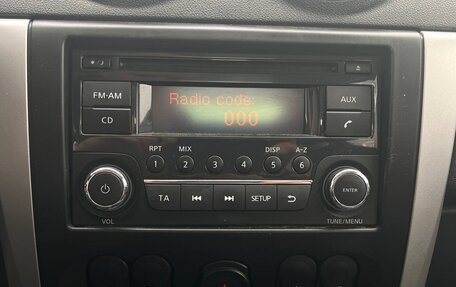 Radio code:
000
FM·AM
CD
AUX
RPT MIX DISP A-Z
1 2 3 4 5 6
ENTER
TA SETUP
VOL TUNE/MENU